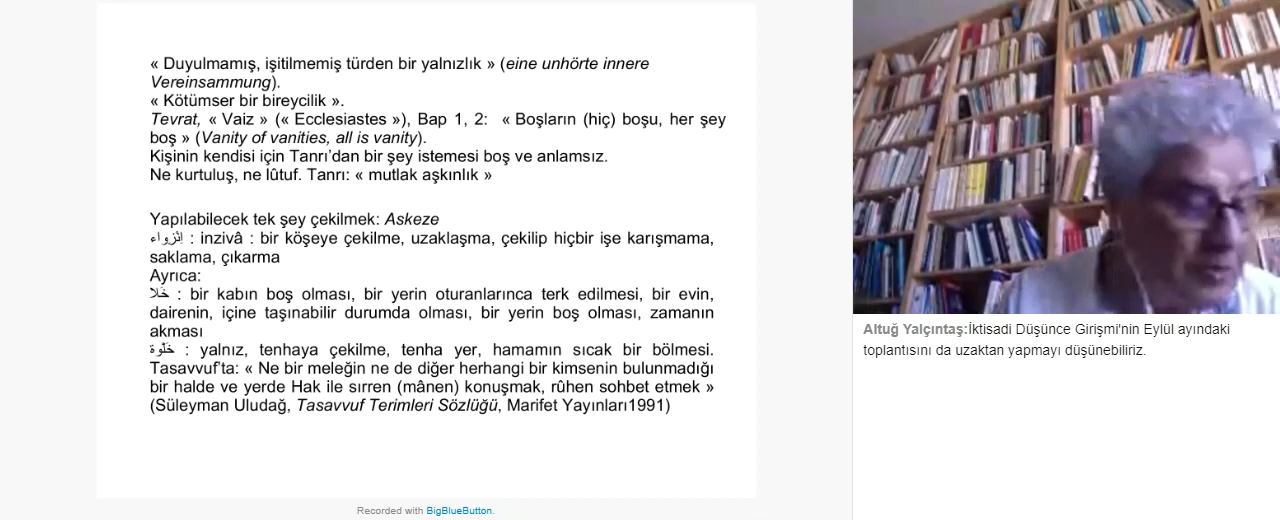 « Duyulmamış, işitilmemiş türden bir yalnızlık » (eine unhörte innere
Vereinsammung).
« Kötümser bir bireycilik ».
Tevrat, « Vaiz » (« Ecclesiastes »), Bap 1, 2: « Boşların (hiç) boşu, her şey
boş » (Vanity of vanities, all is vanity).
Kişinin kendisi için Tanrı'dan bir şey istemesi boş ve anlamsız.
Ne kurtuluş, ne lûtuf. Tanrı: « mutlak aşkınlık »
Yapılabilecek tek şey çekilmek: Askeze
اِنْزِواء : inzivâ : bir köşeye çekilme, uzaklaşma, çekilip hiçbir işe karışmama,
saklama, çıkarma
Ayrıca:
خَلا : bir kabın boş olması, bir yerin oturanlarınca terk edilmesi, bir evin,
dairenin, içine taşınabilir durumda olması, bir yerin boş olması, zamanın
akması
خَلْوة : yalnız, tenhaya çekilme, tenha yer, hamamın sıcak bir bölmesi.
Tasavvuf'ta: « Ne bir meleğin ne de diğer herhangi bir kimsenin bulunmadığı
bir halde ve yerde Hak ile sırren (mânen) konuşmak, rûhen sohbet etmek »
(Süleyman Uludağ, Tasavvuf Terimleri Sözlüğü, Marifet Yayınları1991)
Recorded with BigBlueButton.
Altuğ Yalçıntaş:İktisadi Düşünce Girişmi'nin Eylül ayındaki
toplantısını da uzaktan yapmayı düşünebiliriz.